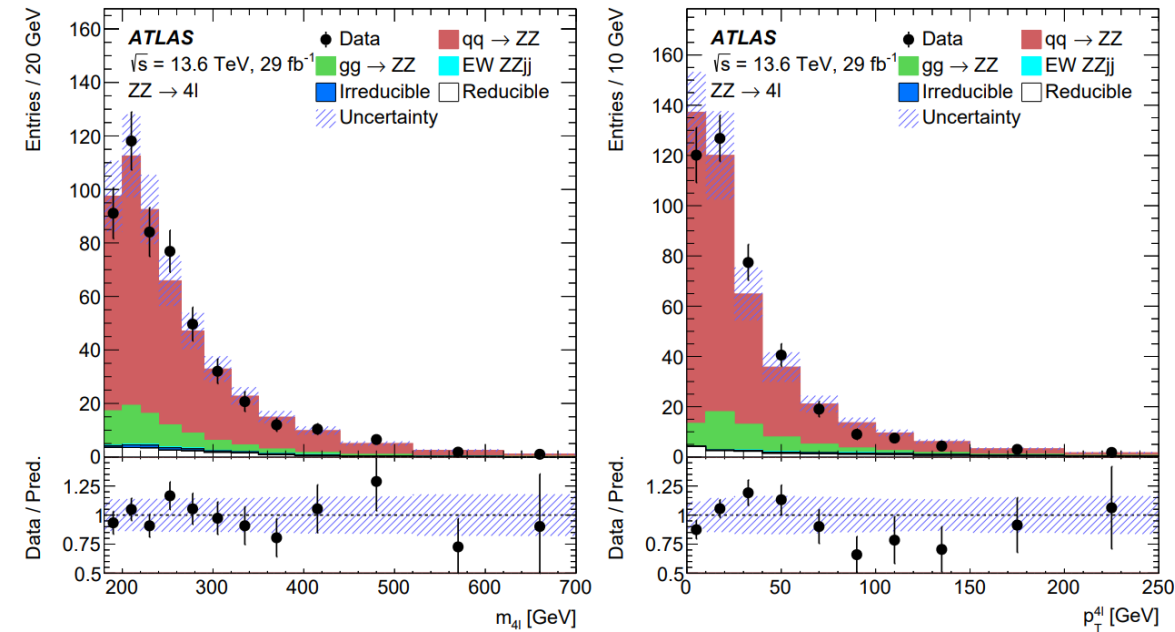 Entries / 20 GeV
160
140
120
100
80
60
40
20
0
ATLAS
√s = 13.6 TeV, 29 fb⁻¹
ZZ → 4l
Data
qq → ZZ
gg → ZZ
EW ZZjj
Irreducible
Reducible
Uncertainty
Data / Pred.
1.25
1
0.75
0.5
200 300 400 500 600 700
m4l [GeV]
Entries / 10 GeV
160
140
120
100
80
60
40
20
0
ATLAS
√s = 13.6 TeV, 29 fb⁻¹
ZZ → 4l
Data
qq → ZZ
gg → ZZ
EW ZZjj
Irreducible
Reducible
Uncertainty
Data / Pred.
1.25
1
0.75
0.5
0 50 100 150 200 250
pT4l [GeV]